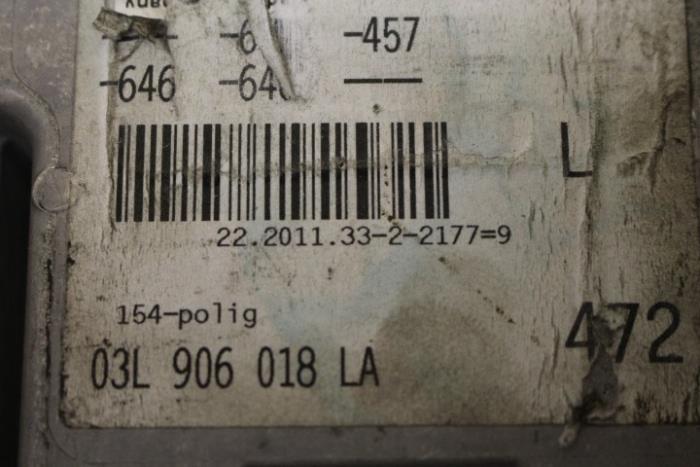 -457
-646
L
22.2011.33-2-2177=9
154-polig
472
03L 906 018 LA